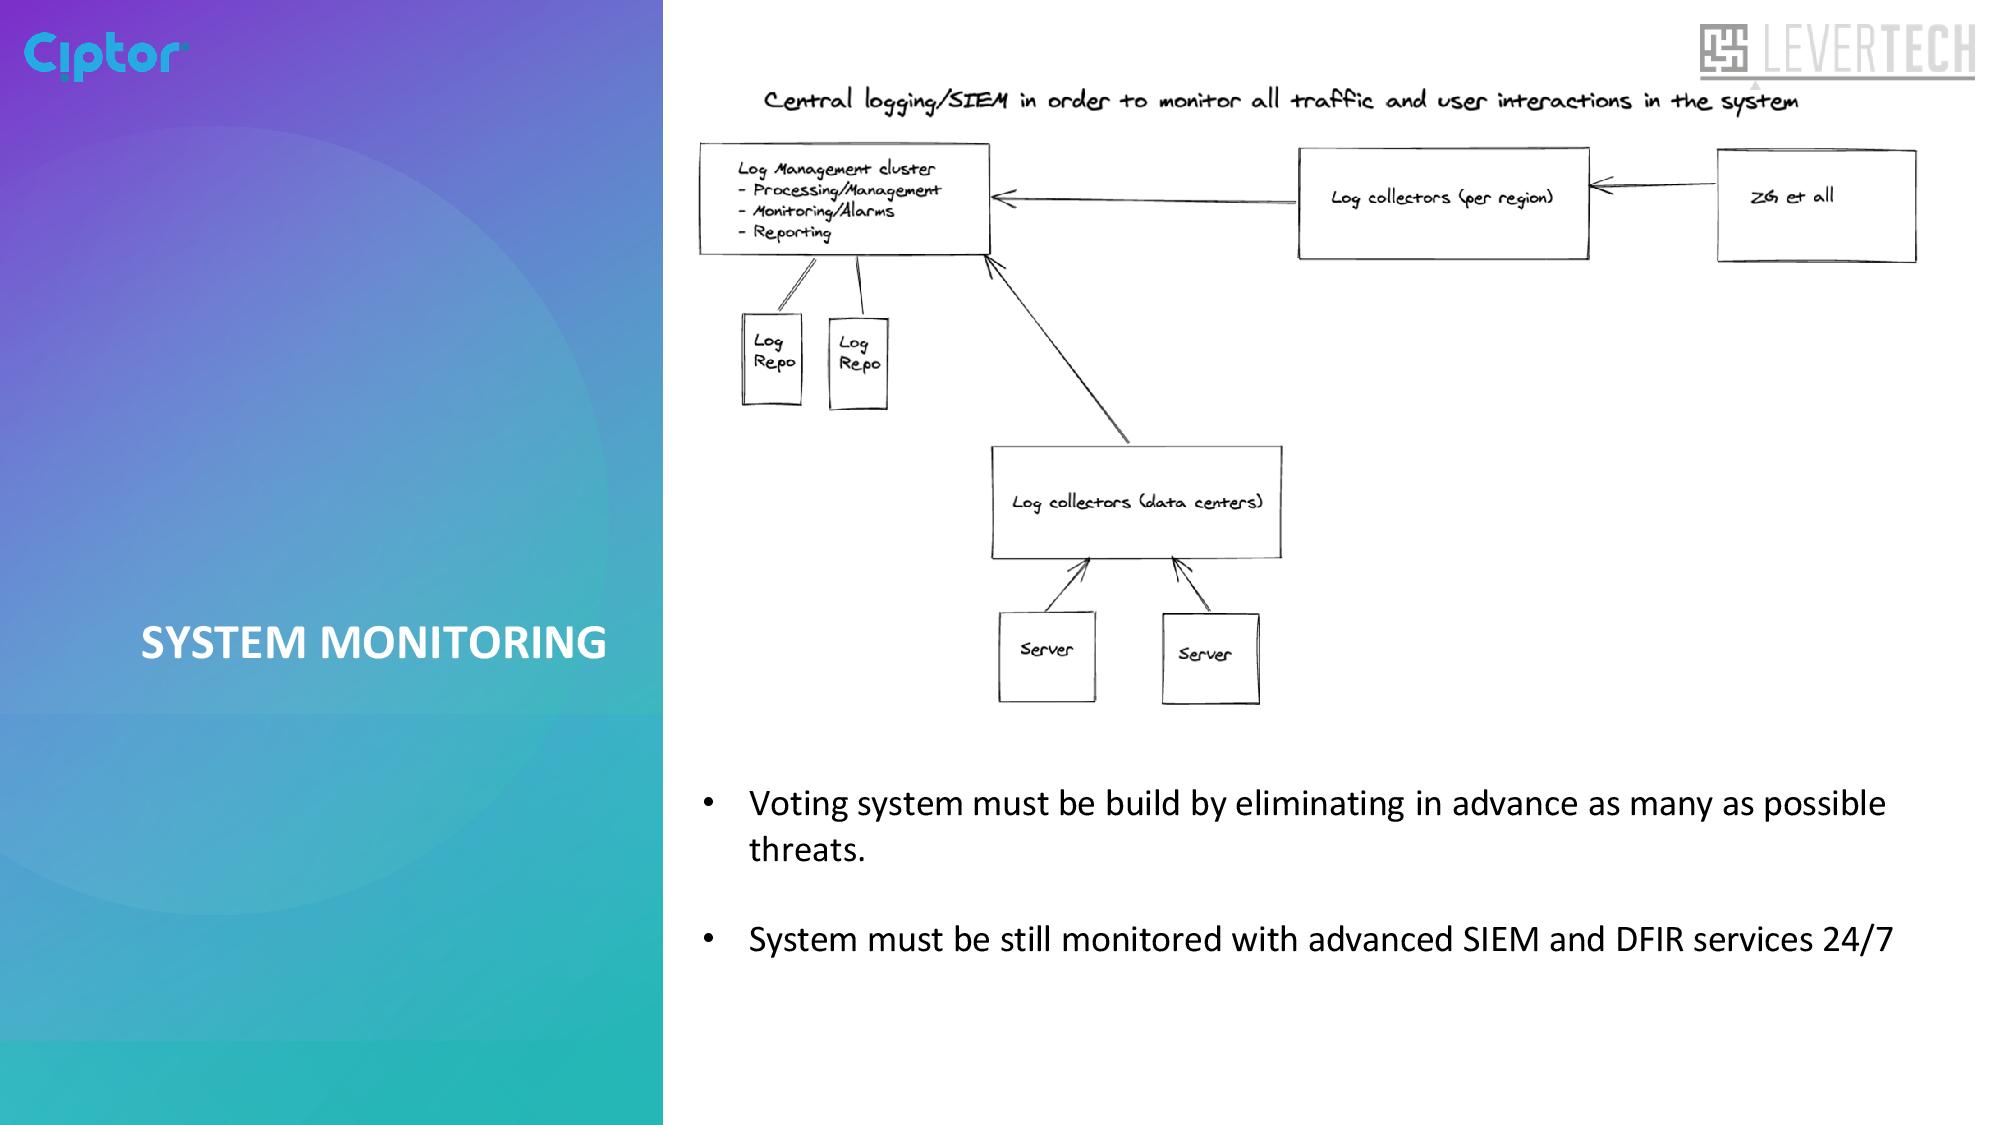 Ciptor
LEVERTECH
Central logging/SIEM in order to monitor all traffic and user interactions in the system
Log Management cluster
- Processing/Management
- Monitoring/Alarms
- Reporting
Log collectors (per region)
ZG et all
Log
Repo
Log
Repo
Log collectors (data centers)
Server
Server
SYSTEM MONITORING
• Voting system must be build by eliminating in advance as many as possible
threats.
• System must be still monitored with advanced SIEM and DFIR services 24/7